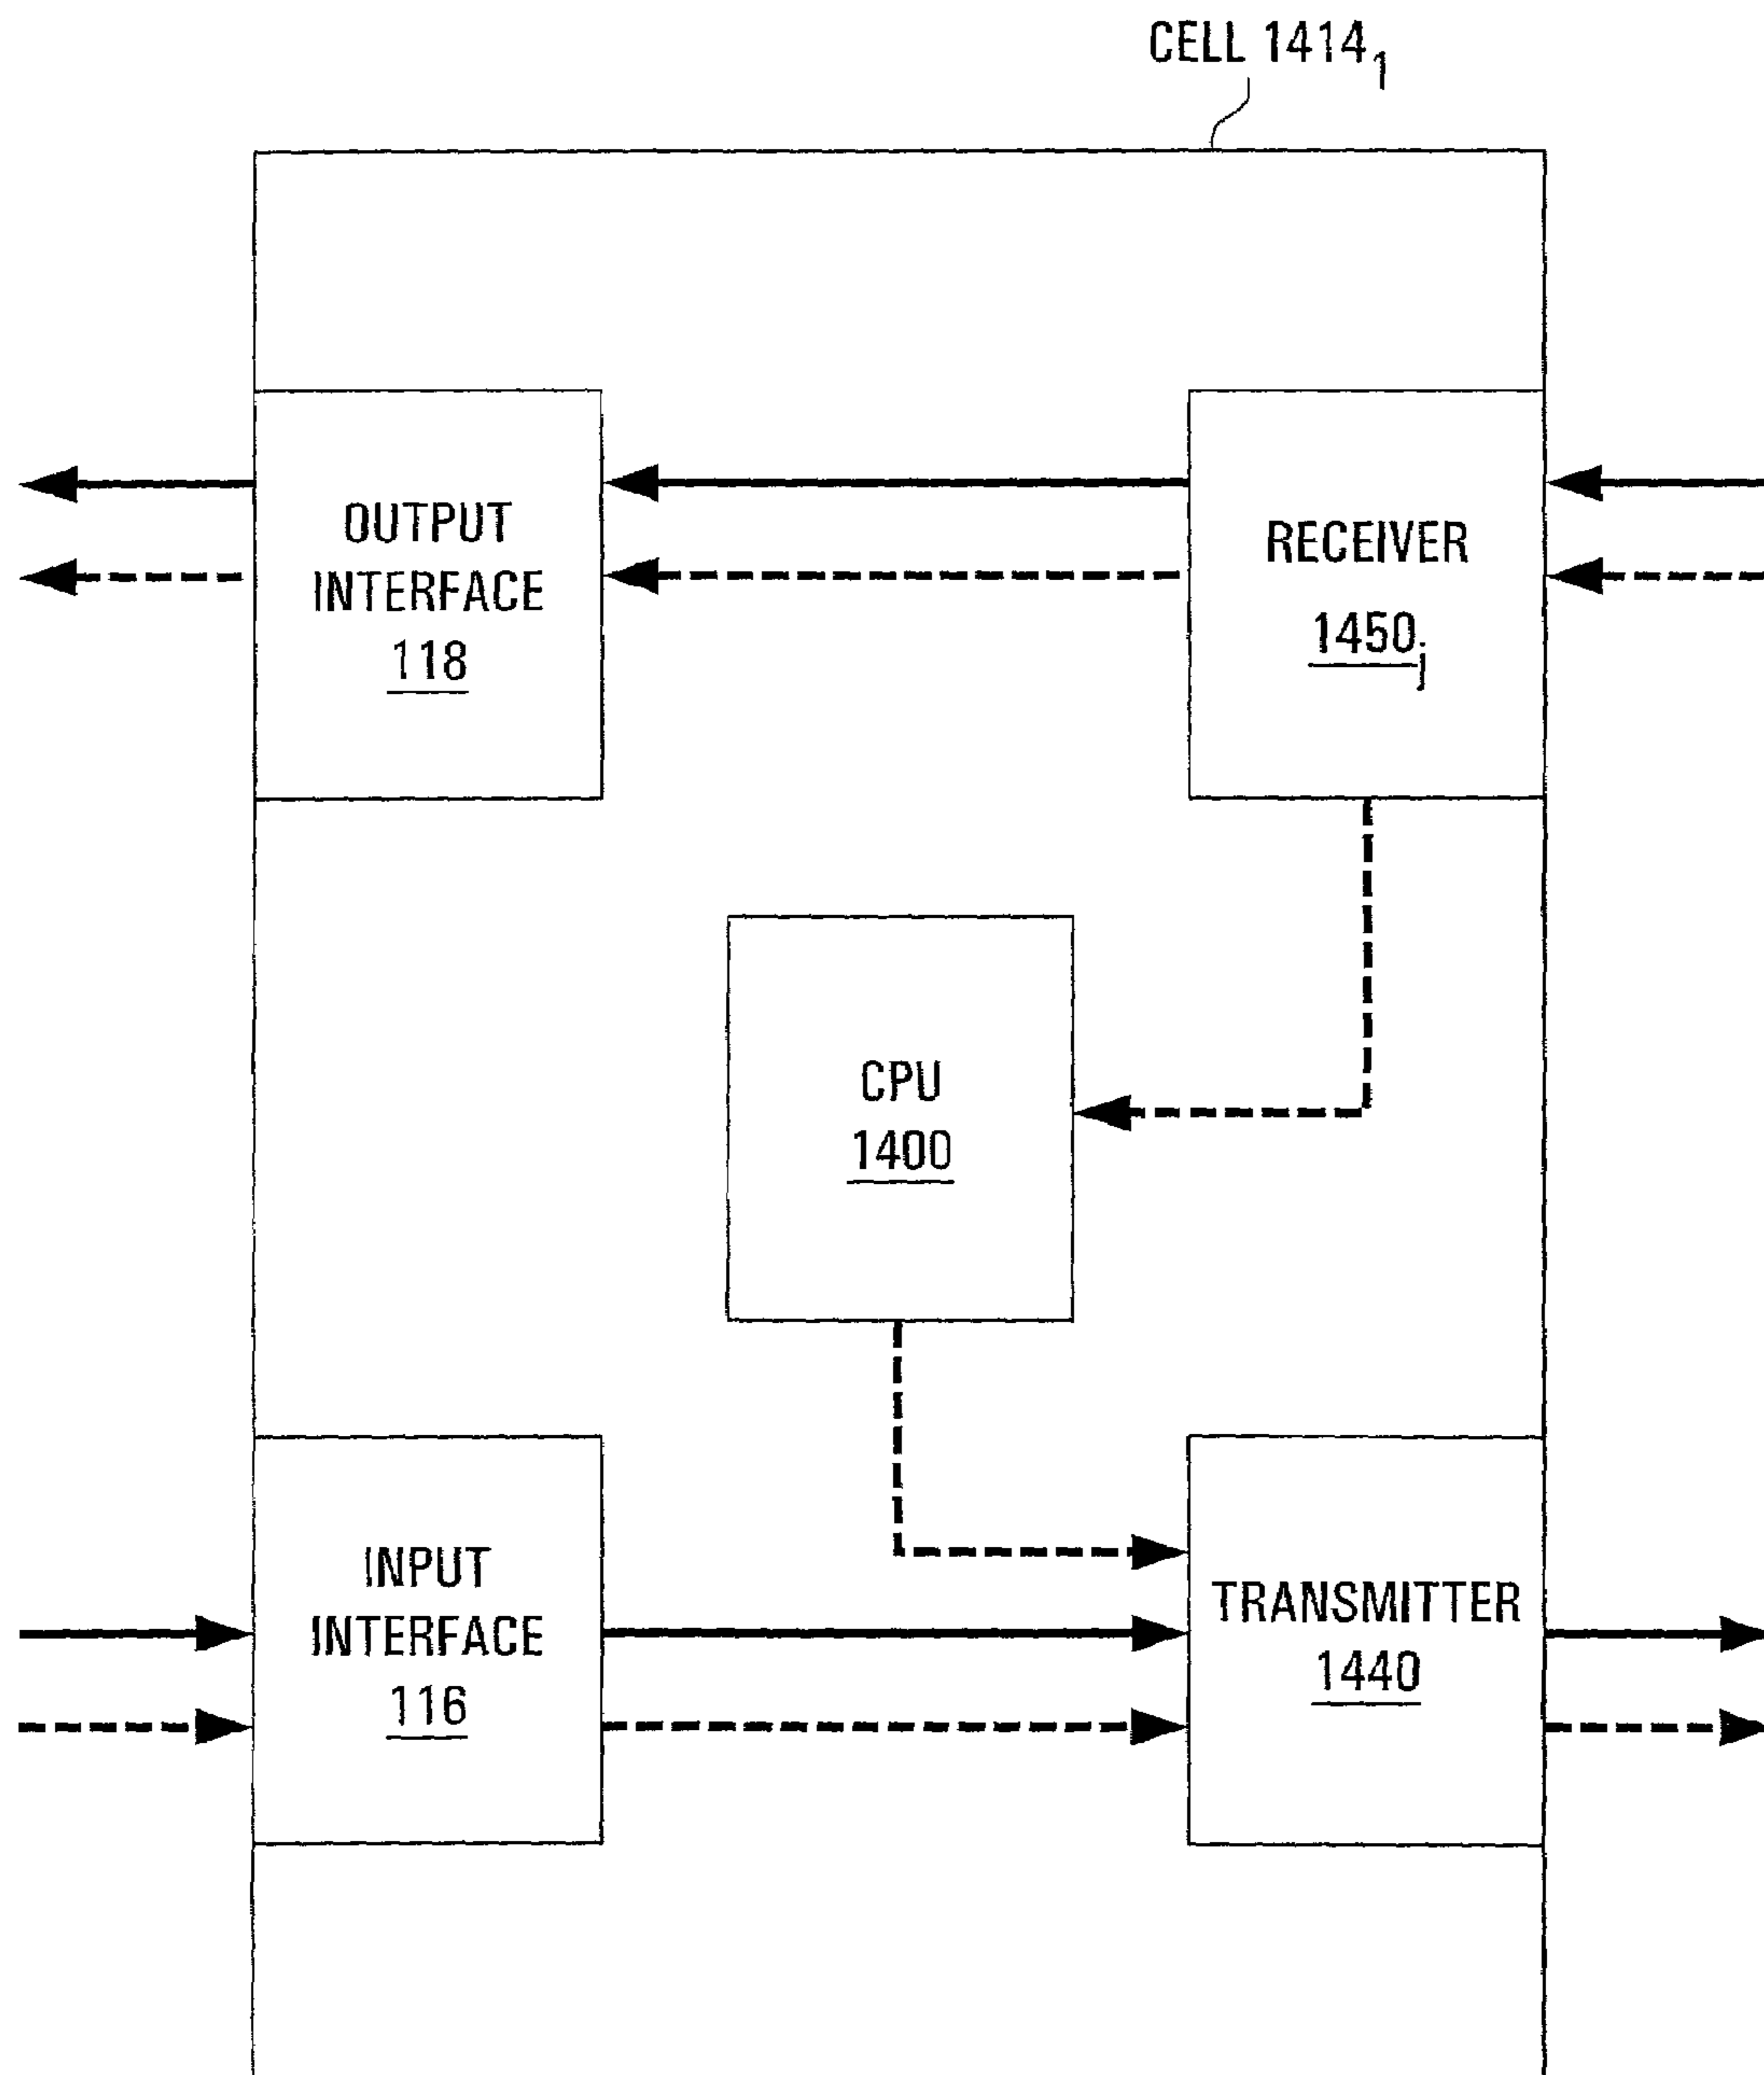 CELL 1414₁
OUTPUT
INTERFACE
118
RECEIVER
1450ⱼ
CPU
1400
INPUT
INTERFACE
116
TRANSMITTER
1440